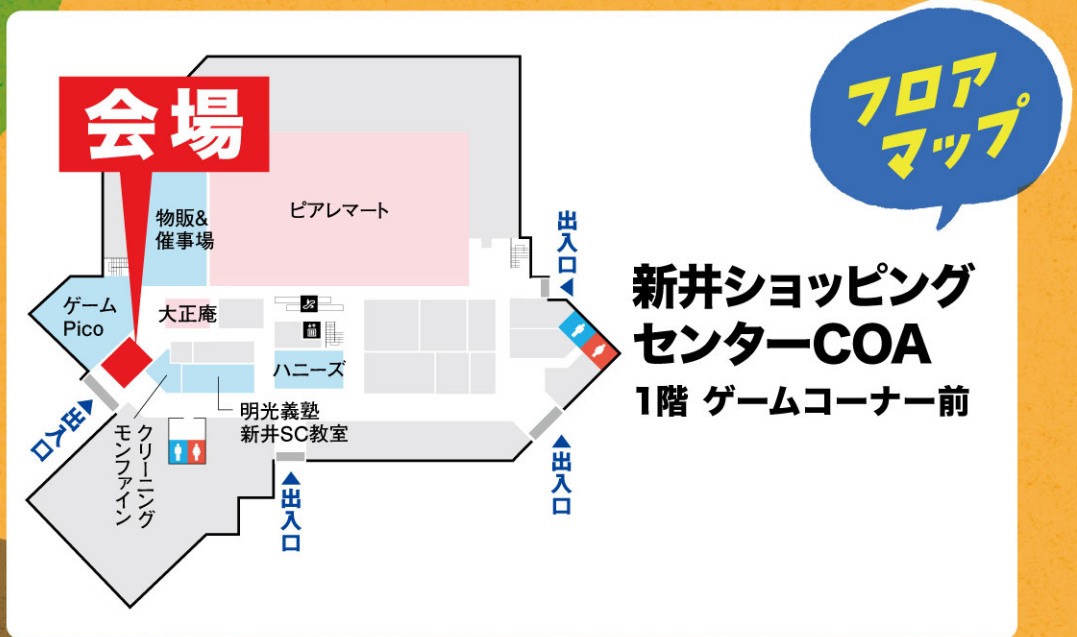 フロア
マップ
会場
物販&
催事場
ピアレマート
出入口
ゲーム
Pico
大正庵
ハニーズ
明光義塾
新井SC教室
クリーニング
モンファイン
出入口
出入口
出入口
新井ショッピング
センターCOA
1階 ゲームコーナー前